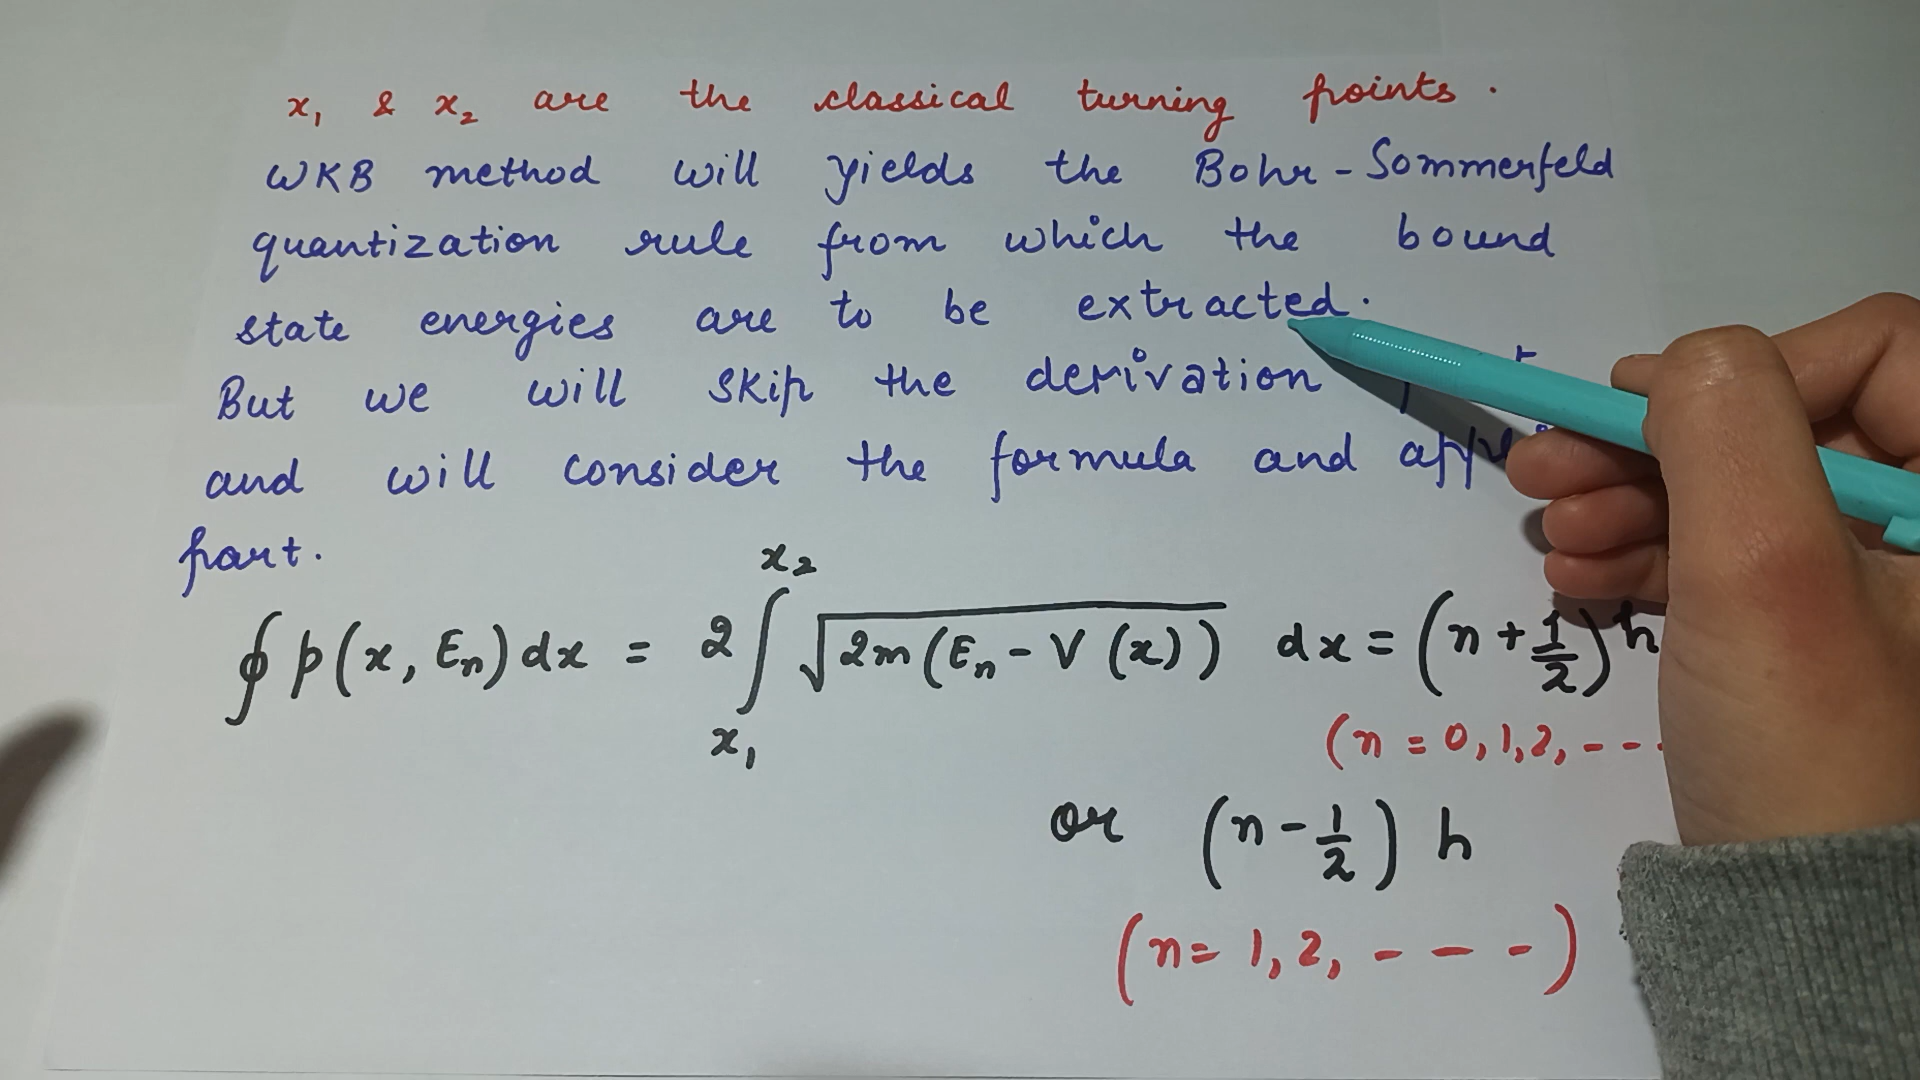 x₁ & x₂ are the classical turning points.
WKB method will yields the Bohr-Sommerfeld
quantization rule from which the bound
state energies are to be extracted.
But we will skip the derivation
and will consider the formula and
part.
∮ p(x, Eₙ) dx = 2 ∫_{x₁}^{x₂} √(2m(Eₙ - V(x))) dx = (n + 1/2) h
(n = 0, 1, 2, - - -
or (n - 1/2) h
(n = 1, 2, - - - -)